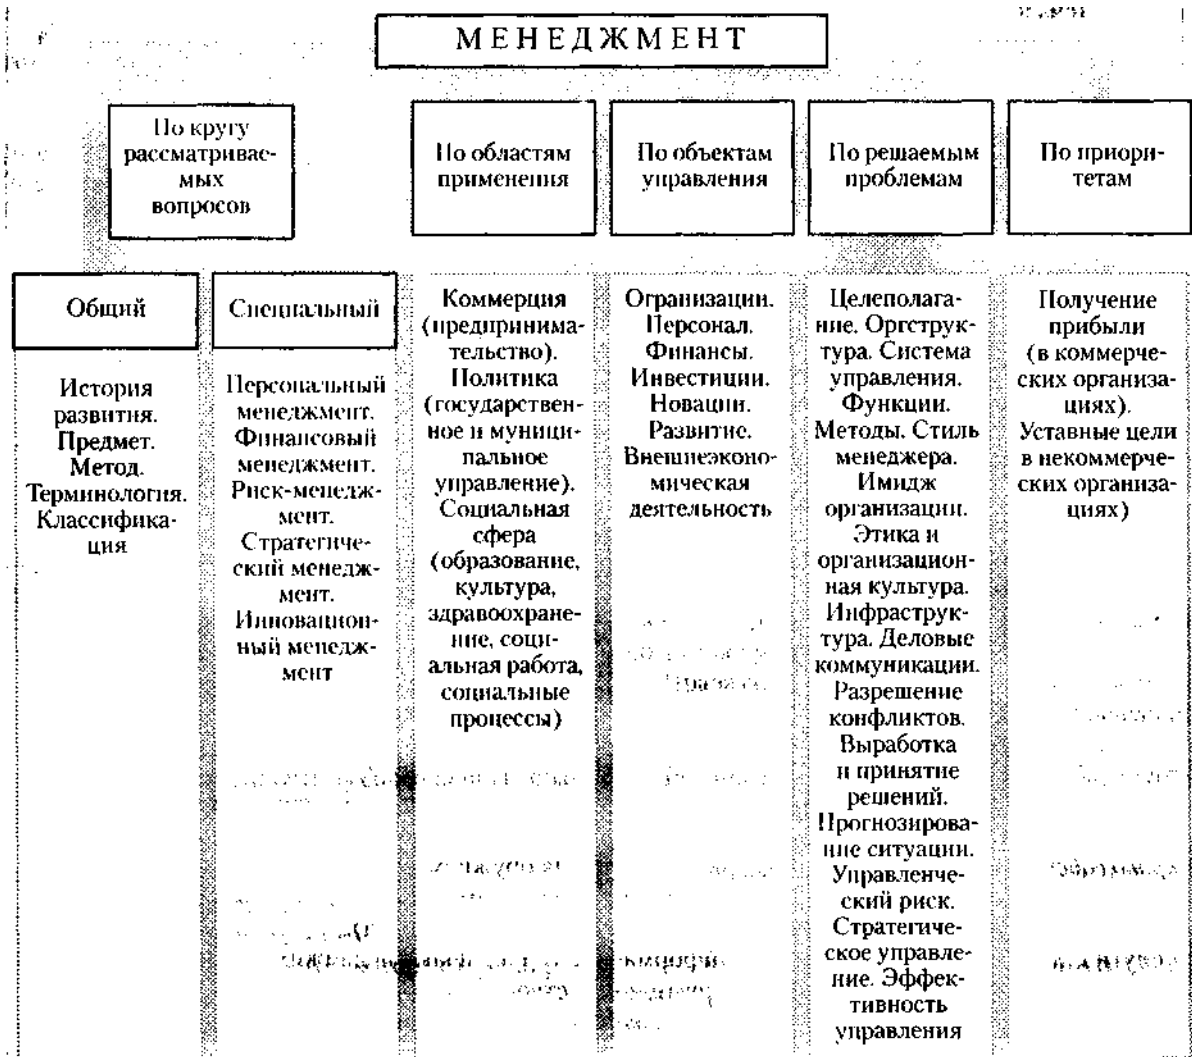 МЕНЕДЖМЕНТ
По кругу
рассматривае-
мых
вопросов
По областям
применения
По объектам
управления
По решаемым
проблемам
По приори-
тетам
Общий
История
развития.
Предмет.
Метод.
Терминология.
Классифика-
ция
Специальный
Персональный
менеджмент.
Финансовый
менеджмент.
Риск-менедж-
мент.
Стратегиче-
ский менедж-
мент.
Инновацион-
ный менедж-
мент
Коммерция
(предпринима-
тельство).
Политика
(государствен-
ное и муници-
пальное
управление).
Социальная
сфера
(образование,
культура,
здравоохране-
ние, соци-
альная работа,
социальные
процессы)
Огранизации.
Персонал.
Финансы.
Инвестиции.
Новации.
Развитие.
Внешнеэконо-
мическая
деятельность
Целеполага-
ние. Оргструк-
тура. Система
управления.
Функции.
Методы. Стиль
менеджера.
Имидж
организации.
Этика и
организацион-
ная культура.
Инфраструк-
тура. Деловые
коммуникации.
Разрешение
конфликтов.
Выработка
и принятие
решений.
Прогнозирова-
ние ситуации.
Управленче-
ский риск.
Стратегиче-
ское управле-
ние. Эффек-
тивность
управления
Получение
прибыли
(в коммерче-
ских организа-
циях).
Уставные цели
в некоммерче-
ских организа-
циях)